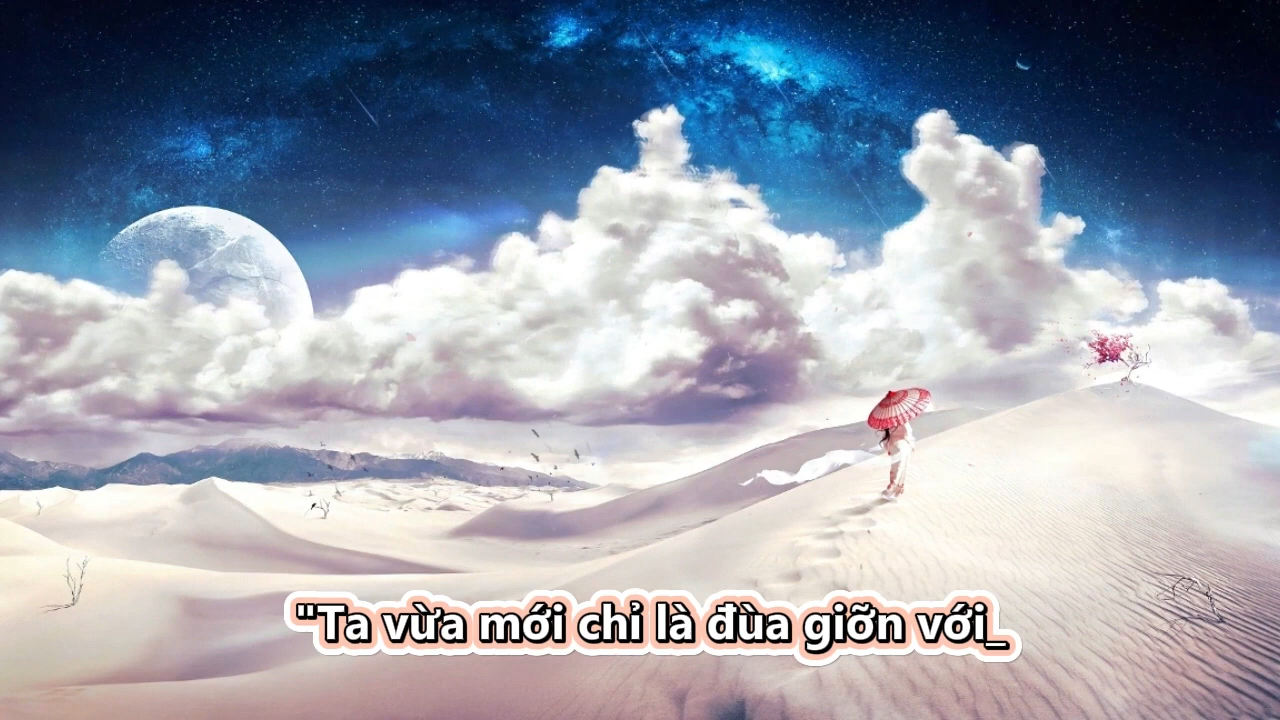 "Ta vừa mới chỉ là đùa giỡn với_